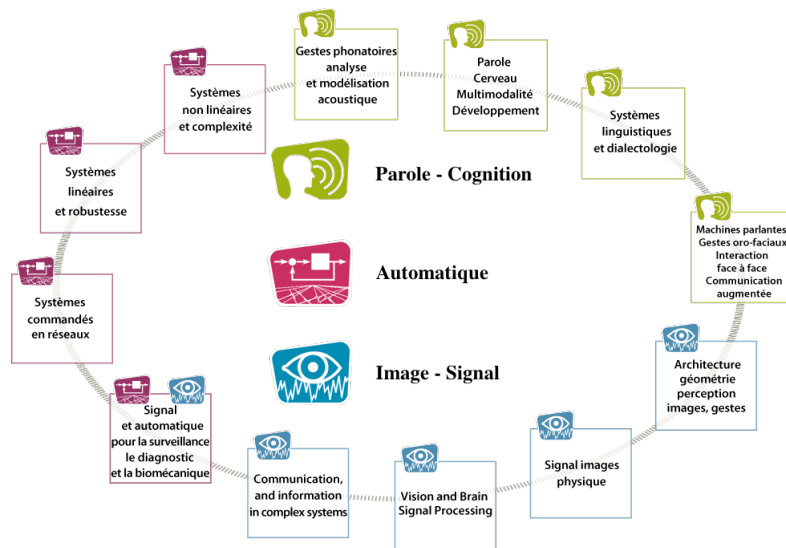 Gestes phonatoires
analyse
et modélisation
acoustique
Parole
Cerveau
Multimodalité
Développement
Systèmes
linguistiques
et dialectologie
Machines parlantes
Gestes oro-faciaux
Interaction
face à face
Communication
augmentée
Architecture
géométrie
perception
images, gestes
Signal images
physique
Vision and Brain
Signal Processing
Communication,
and information
in complex systems
Signal
et automatique
pour la surveillance
le diagnostic
et la biomécanique
Systèmes
commandés
en réseaux
Systèmes
linéaires
et robustesse
Systèmes
non linéaires
et complexité
Parole - Cognition
Automatique
Image - Signal